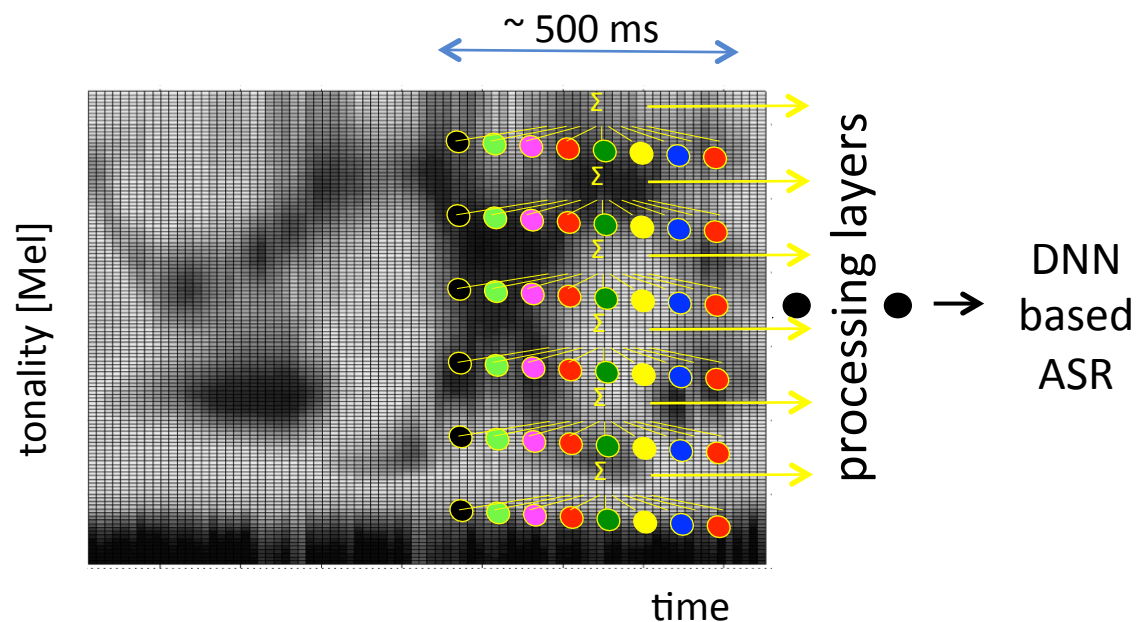 ~ 500 ms
Σ
Σ
Σ
Σ
Σ
Σ
tonality [Mel]
processing layers
DNN
based
ASR
time